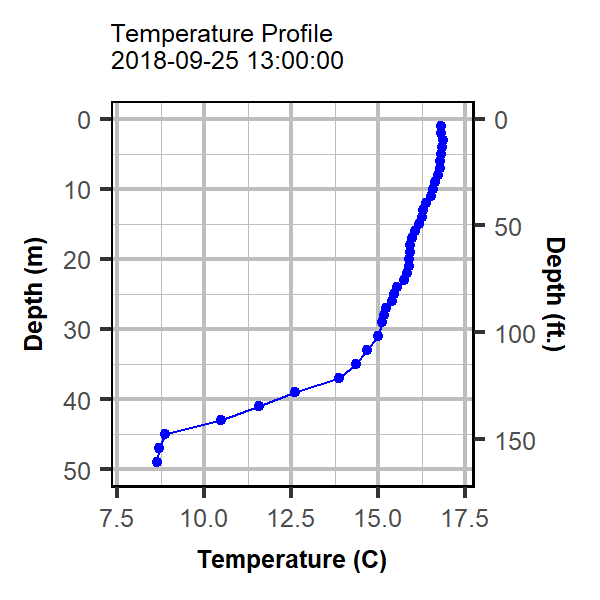 Temperature Profile
2018-09-25 13:00:00
0
10
20
30
40
50
Depth (m)
0
50
100
150
Depth (ft.)
7.5 10.0 12.5 15.0 17.5
Temperature (C)